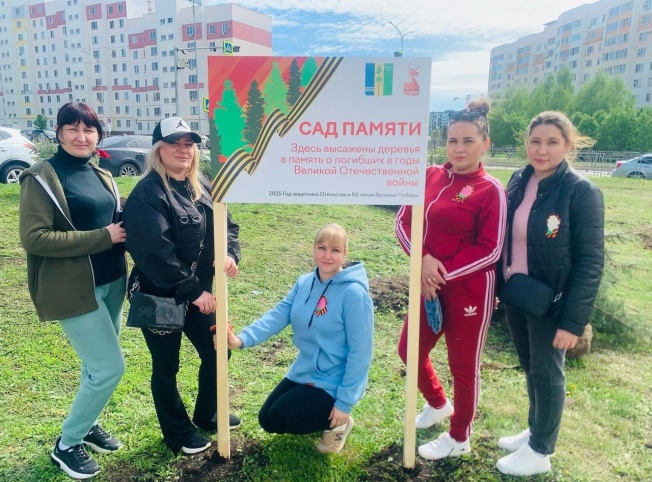 САД ПАМЯТИ
Здесь высажены деревья
в память о погибших в годы
Великой Отечественной
войны
2025 Год защитника Отечества и 80-летия Великой Победы